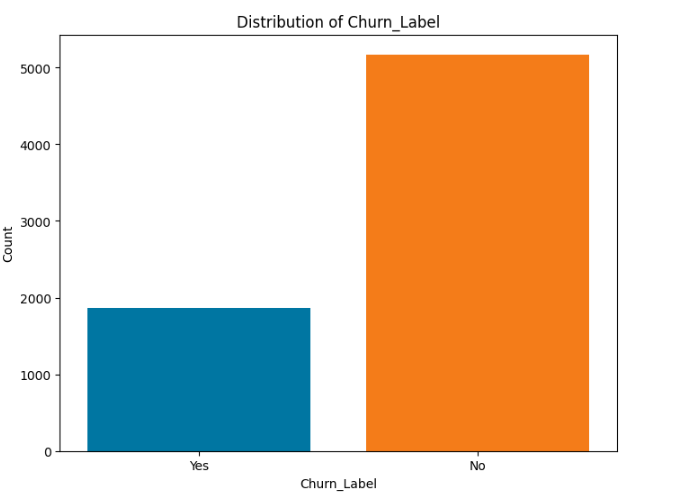 Distribution of Churn_Label
5000
4000
3000
2000
1000
0
Count
Yes
No
Churn_Label